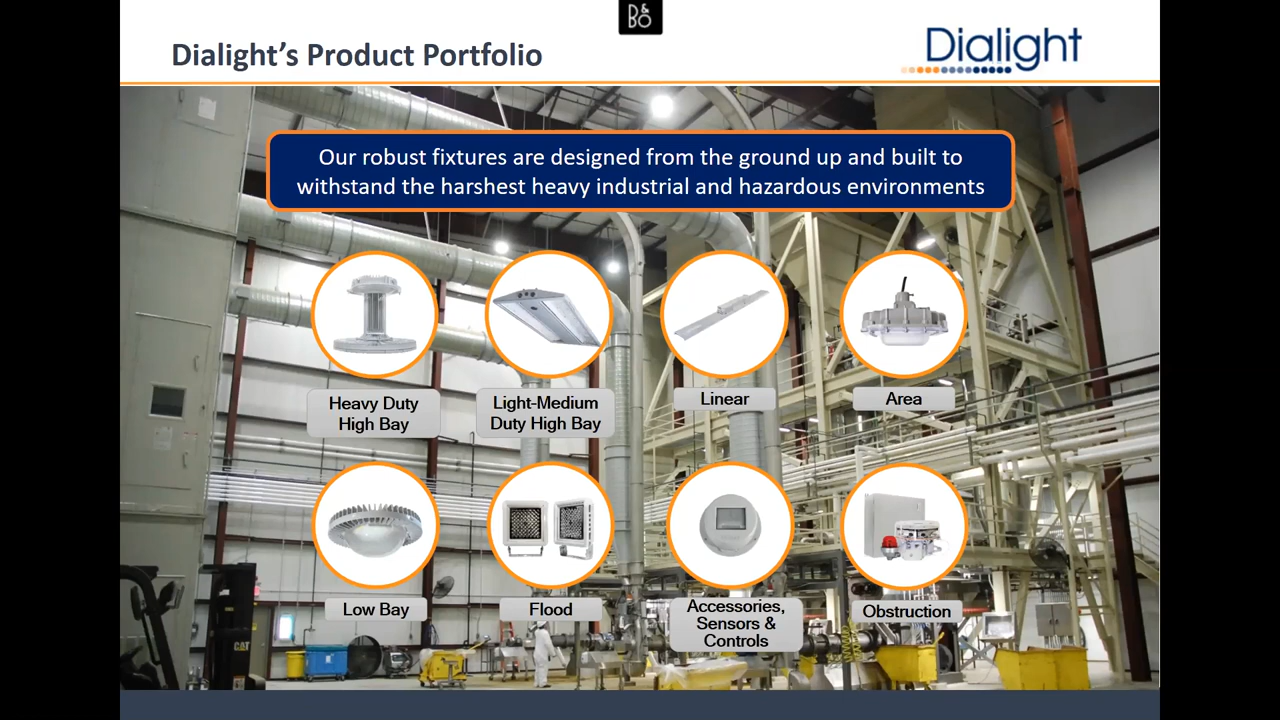 B&O
Dialight's Product Portfolio
Dialight
Our robust fixtures are designed from the ground up and built to
withstand the harshest heavy industrial and hazardous environments
Heavy Duty
High Bay
Light-Medium
Duty High Bay
Linear
Area
Low Bay
Flood
Accessories,
Sensors &
Controls
Obstruction
CAT